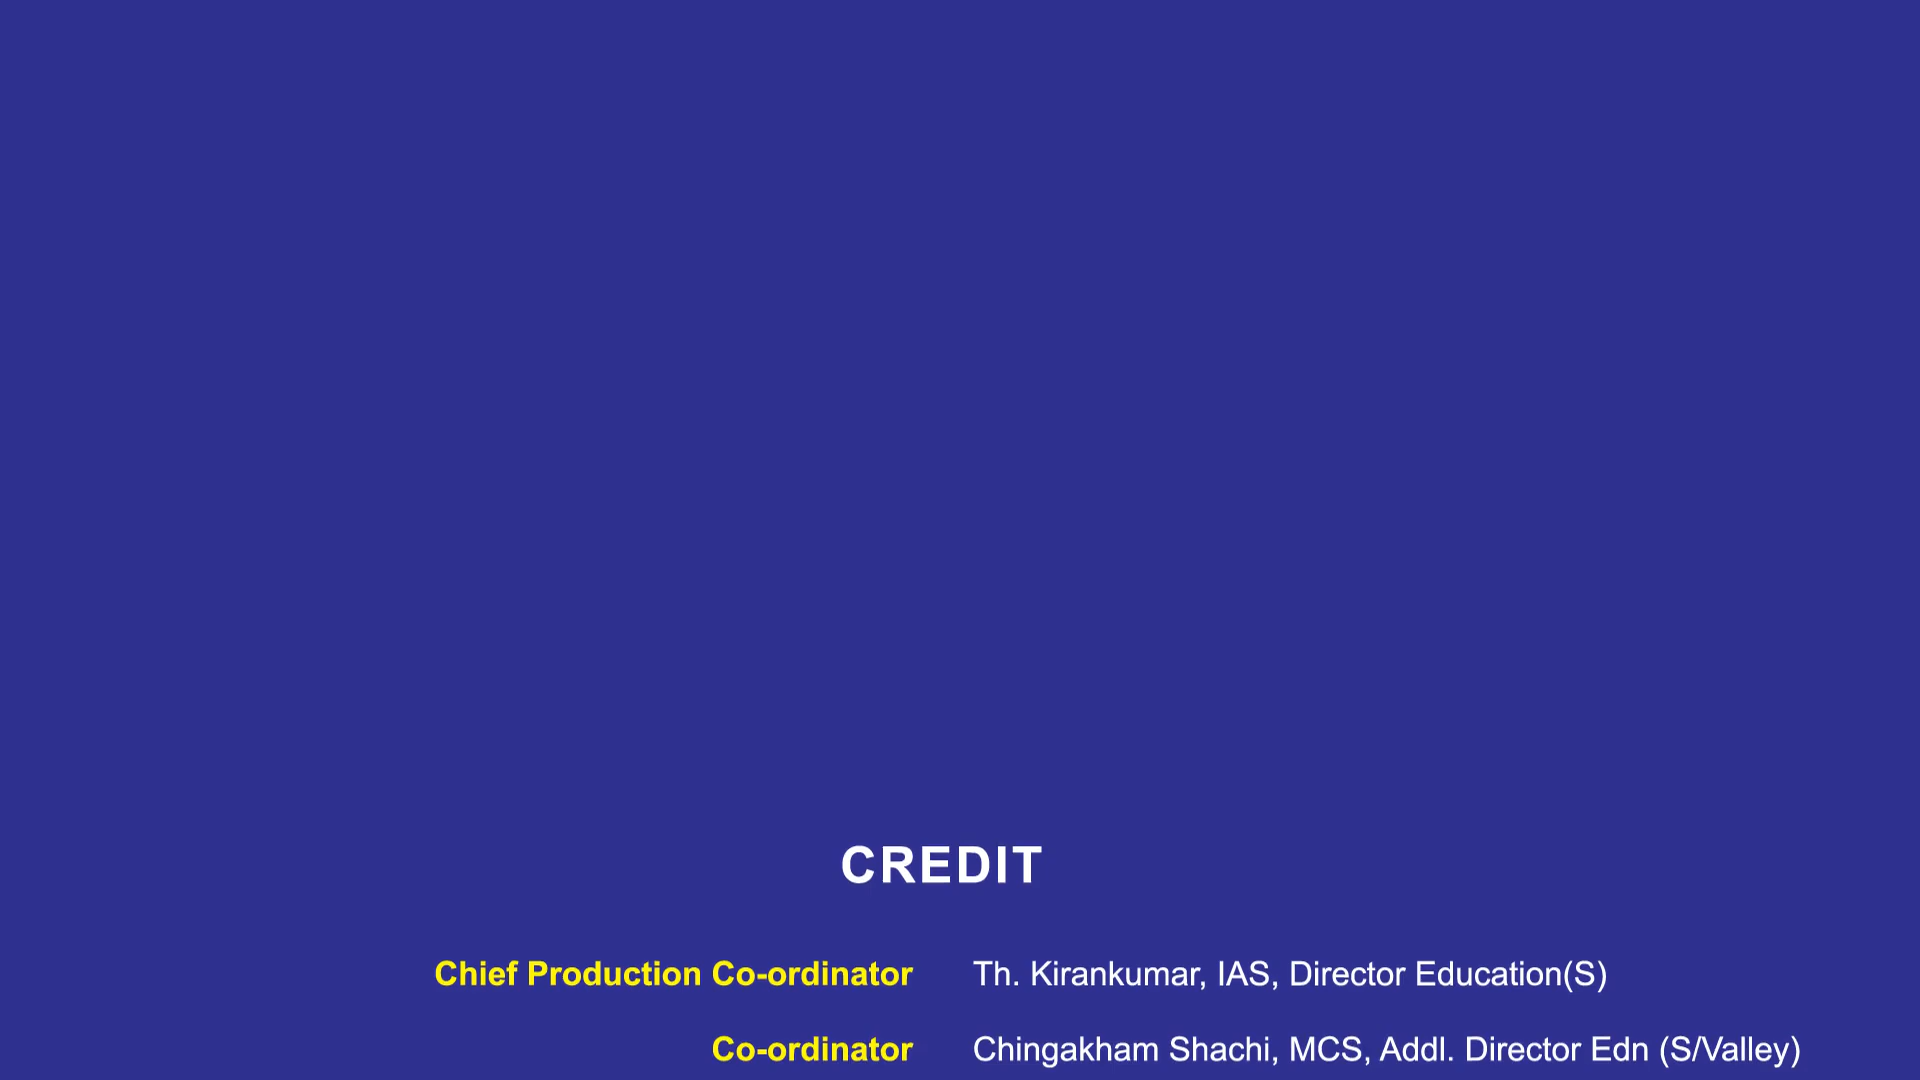 CREDIT
Chief Production Co-ordinator Th. Kirankumar, IAS, Director Education(S)
Co-ordinator Chingakham Shachi, MCS, Addl. Director Edn (S/Valley)